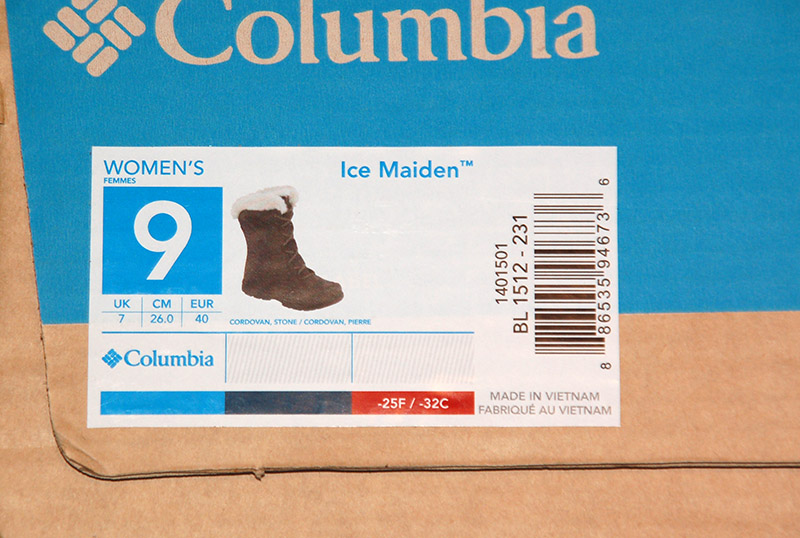 Columbia
WOMEN'S
FEMMES
Ice Maiden™
9
UK CM EUR
7 26.0 40
CORDOVAN, STONE / CORDOVAN, PIERRE
Columbia
-25F / -32C
1401501
BL 1512 - 231
8 86535 94673 6
MADE IN VIETNAM
FABRIQUÉ AU VIETNAM